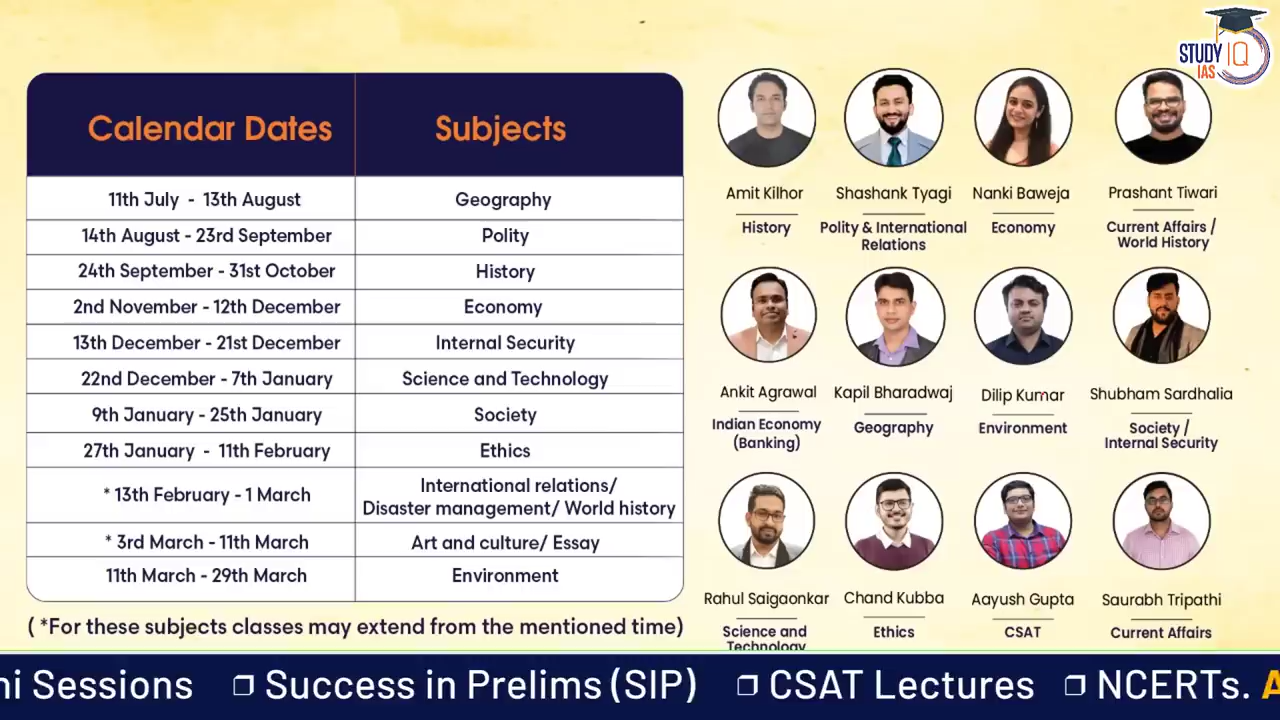 STUDY IQ
IAS
Calendar Dates Subjects
11th July - 13th August Geography
14th August - 23rd September Polity
24th September - 31st October History
2nd November - 12th December Economy
13th December - 21st December Internal Security
22nd December - 7th January Science and Technology
9th January - 25th January Society
27th January - 11th February Ethics
* 13th February - 1 March International relations/
Disaster management/ World history
* 3rd March - 11th March Art and culture/ Essay
11th March - 29th March Environment
( *For these subjects classes may extend from the mentioned time)
Amit Kilhor
History
Shashank Tyagi
Polity & International
Relations
Nanki Baweja
Economy
Prashant Tiwari
Current Affairs /
World History
Ankit Agrawal
Indian Economy
(Banking)
Kapil Bharadwaj
Geography
Dilip Kumar
Environment
Shubham Sardhalia
Society /
Internal Security
Rahul Saigaonkar
Science and
Technology
Chand Kubba
Ethics
Aayush Gupta
CSAT
Saurabh Tripathi
Current Affairs
ni Sessions ❐ Success in Prelims (SIP) ❐ CSAT Lectures ❐ NCERTs. A